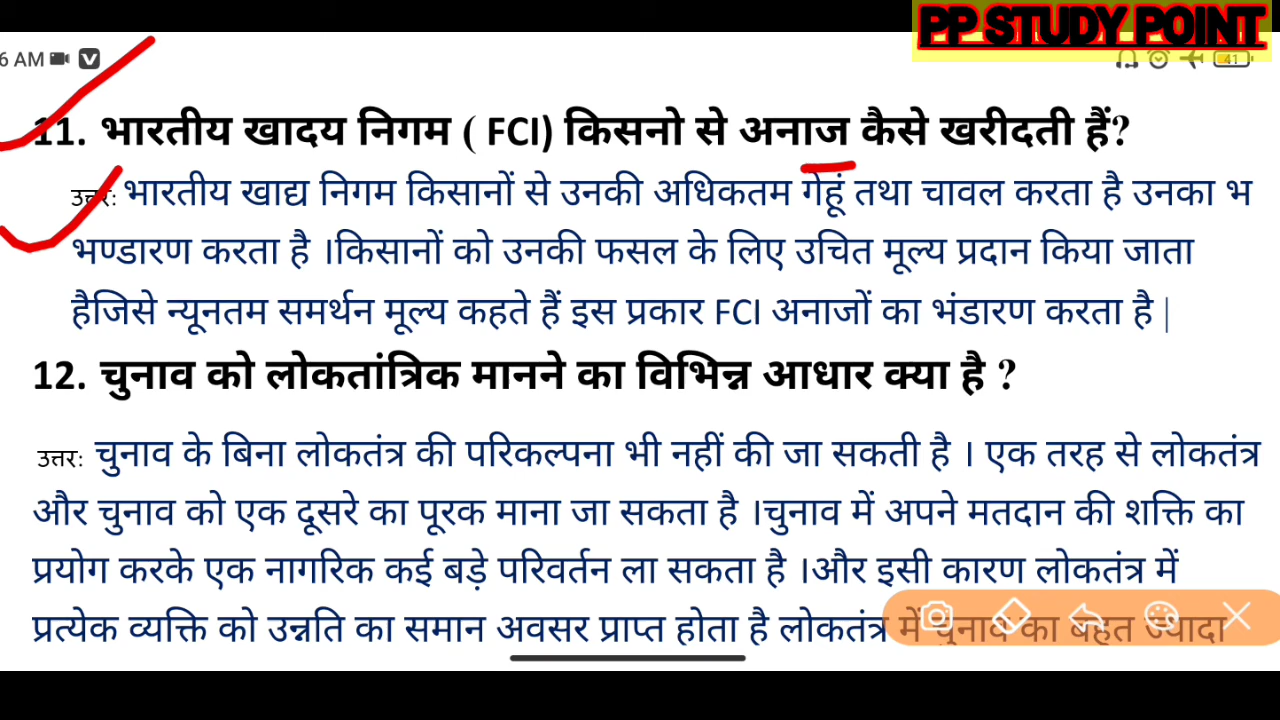 PP STUDY POINT
6 AM
41
11. भारतीय खादय निगम ( FCI) किसनो से अनाज कैसे खरीदती हैं?
उत्तर: भारतीय खाद्य निगम किसानों से उनकी अधिकतम गेहूं तथा चावल करता है उनका भ
भण्डारण करता है ।किसानों को उनकी फसल के लिए उचित मूल्य प्रदान किया जाता
हैजिसे न्यूनतम समर्थन मूल्य कहते हैं इस प्रकार FCI अनाजों का भंडारण करता है |
12. चुनाव को लोकतांत्रिक मानने का विभिन्न आधार क्या है ?
उत्तर: चुनाव के बिना लोकतंत्र की परिकल्पना भी नहीं की जा सकती है । एक तरह से लोकतंत्र
और चुनाव को एक दूसरे का पूरक माना जा सकता है ।चुनाव में अपने मतदान की शक्ति का
प्रयोग करके एक नागरिक कई बड़े परिवर्तन ला सकता है ।और इसी कारण लोकतंत्र में
प्रत्येक व्यक्ति को उन्नति का समान अवसर प्राप्त होता है लोकतंत्र में चुनाव का बहुत ज्यादा